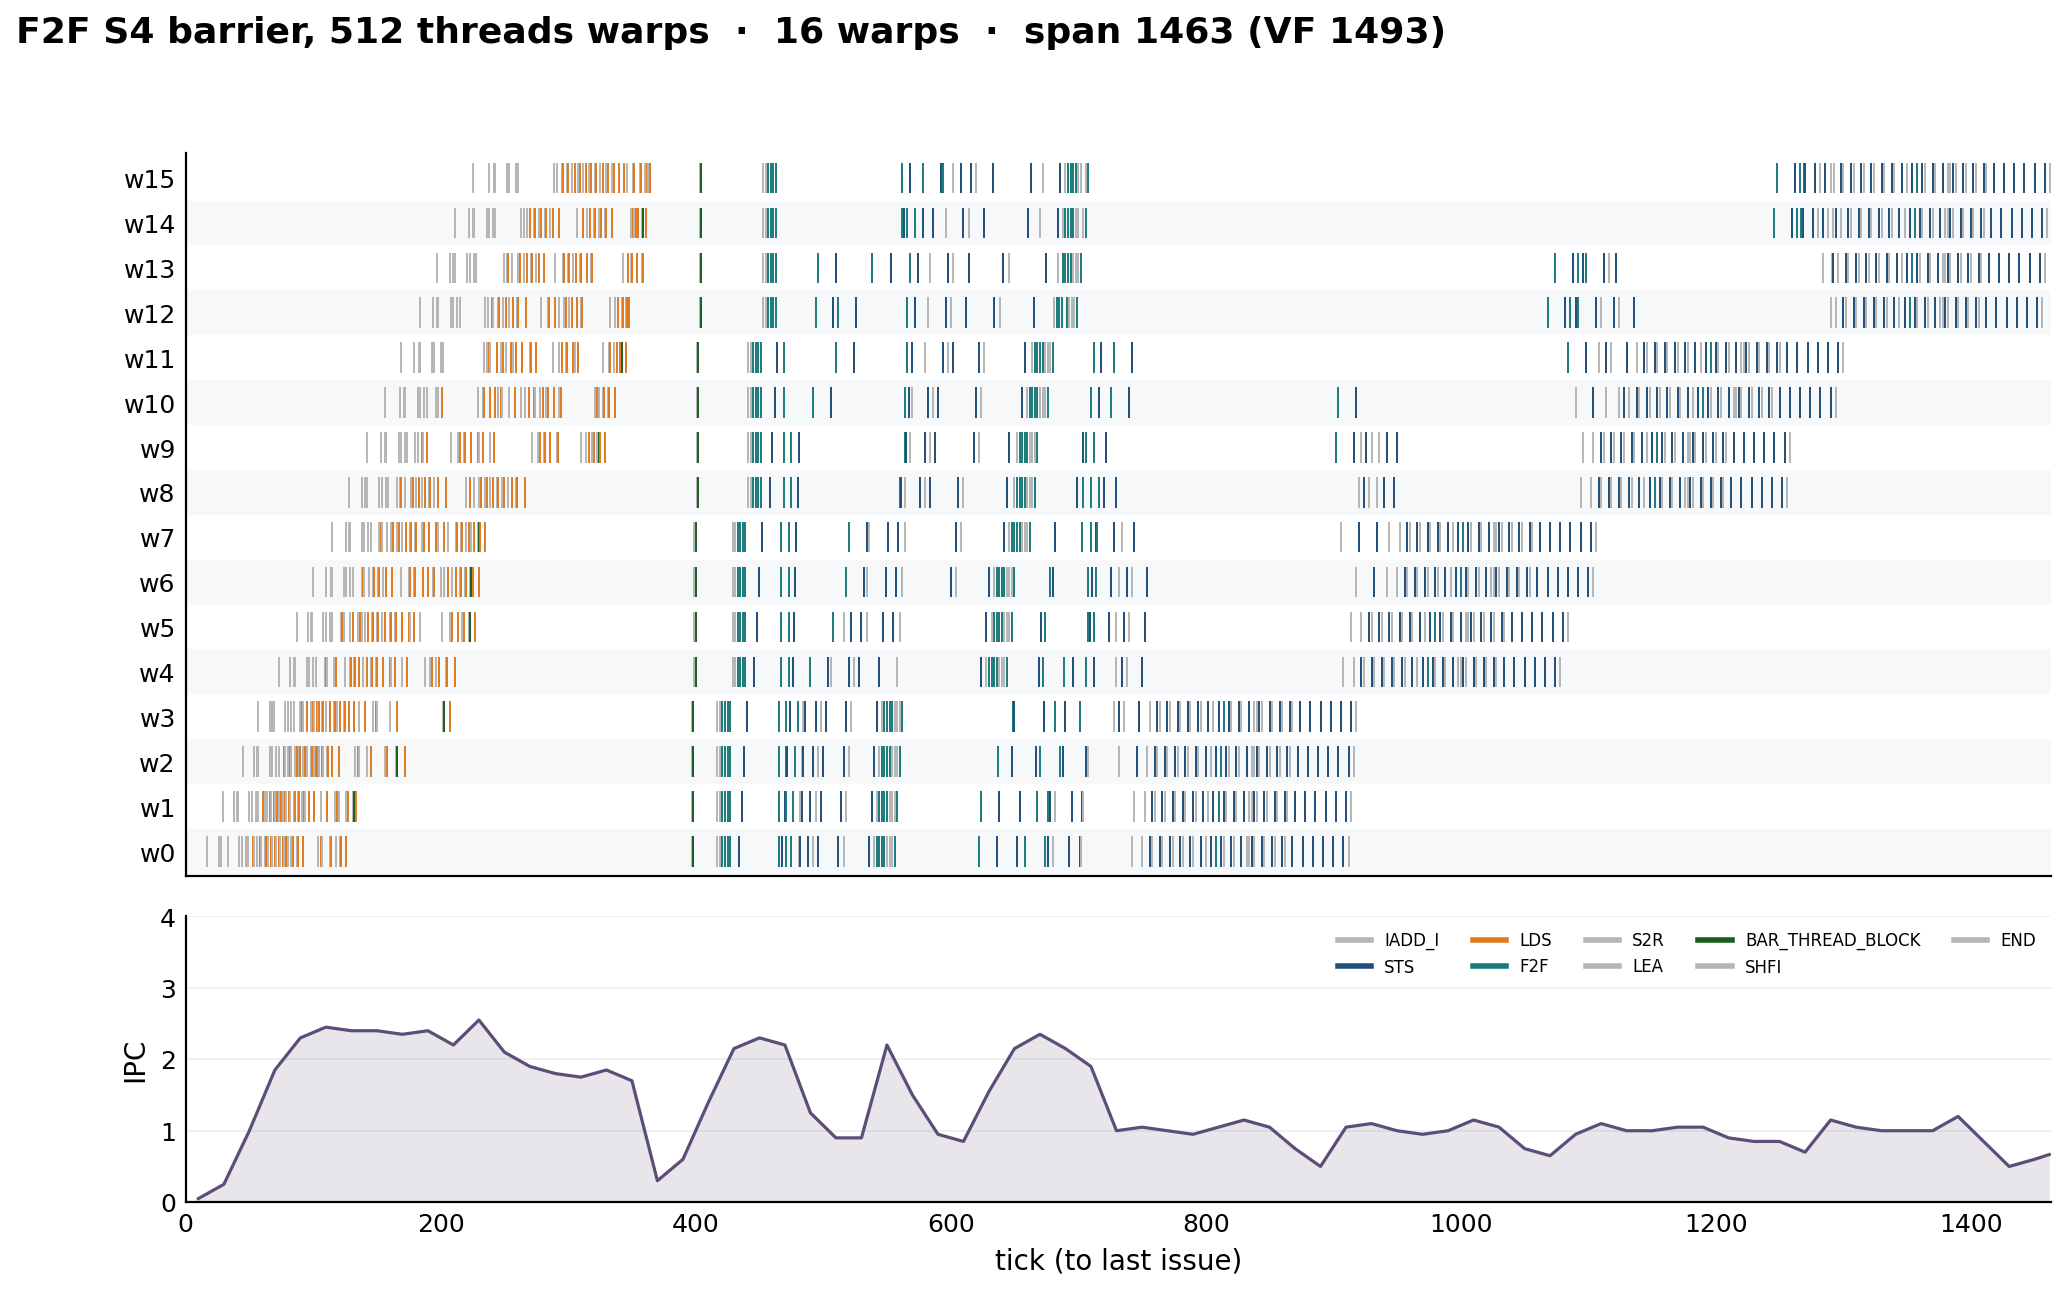 F2F S4 barrier, 512 threads warps · 16 warps · span 1463 (VF 1493)
w15
w14
w13
w12
w11
w10
w9
w8
w7
w6
w5
w4
w3
w2
w1
w0
4
3
2
1
0
IPC
IADD_I LDS S2R BAR_THREAD_BLOCK END
STS F2F LEA SHFI
0 200 400 600 800 1000 1200 1400
tick (to last issue)